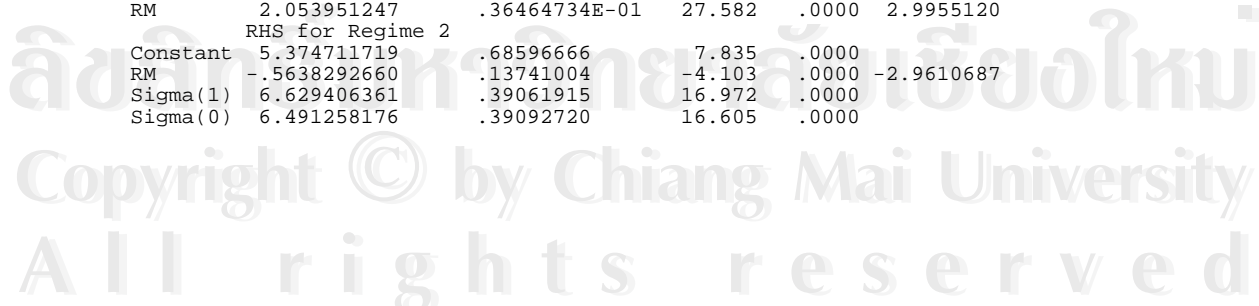 RM 2.053951247 .36464734E-01 27.582 .0000 2.9955120
RHS for Regime 2
Constant 5.374711719 .68596666 7.835 .0000
RM -.5638292660 .13741004 -4.103 .0000 -2.9610687
Sigma(1) 6.629406361 .39061915 16.972 .0000
Sigma(0) 6.491258176 .39092720 16.605 .0000
ลิขสิทธิ์มหาวิทยาลัยเชียงใหม่
Copyright © by Chiang Mai University
All rights reserved